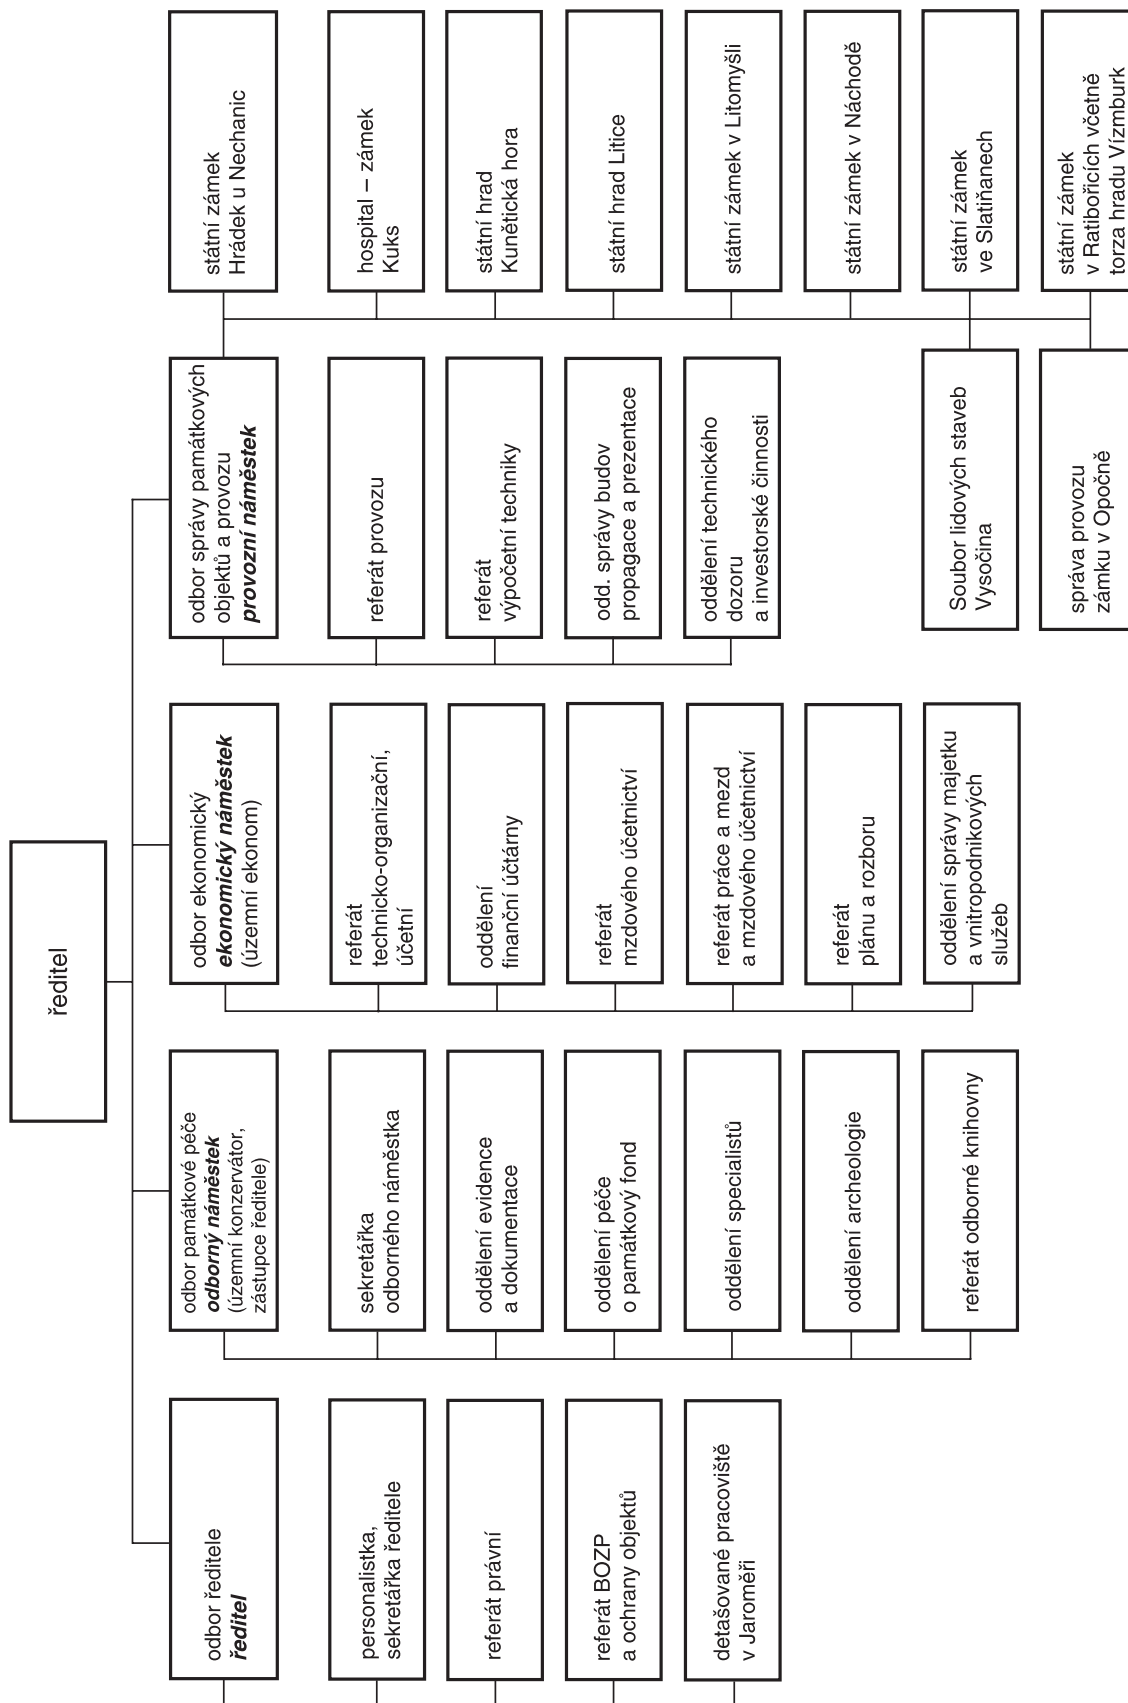 ředitel
odbor ředitele
ředitel
personalistka,
sekretářka ředitele
referát právní
referát BOZP
a ochrany objektů
detašované pracoviště
v Jaroměři
odbor památkové péče
odborný náměstek
(územní konzervátor,
zástupce ředitele)
sekretářka
odborného náměstka
oddělení evidence
a dokumentace
oddělení péče
o památkový fond
oddělení specialistů
oddělení archeologie
referát odborné knihovny
odbor ekonomický
ekonomický náměstek
(územní ekonom)
referát
technicko-organizační,
účetní
oddělení
finanční účtárny
referát
mzdového účetnictví
referát práce a mezd
a mzdového účetnictví
referát
plánu a rozboru
oddělení správy majetku
a vnitropodnikových
služeb
odbor správy památkových
objektů a provozu
provozní náměstek
referát provozu
referát
výpočetní techniky
odd. správy budov
propagace a prezentace
oddělení technického
dozoru
a investorské činnosti
Soubor lidových staveb
Vysočina
správa provozu
zámku v Opočně
státní zámek
Hrádek u Nechanic
hospital – zámek
Kuks
státní hrad
Kunětická hora
státní hrad Litice
státní zámek v Litomyšli
státní zámek v Náchodě
státní zámek
ve Slatiňanech
státní zámek
v Ratibořicích včetně
torza hradu Vízmburk